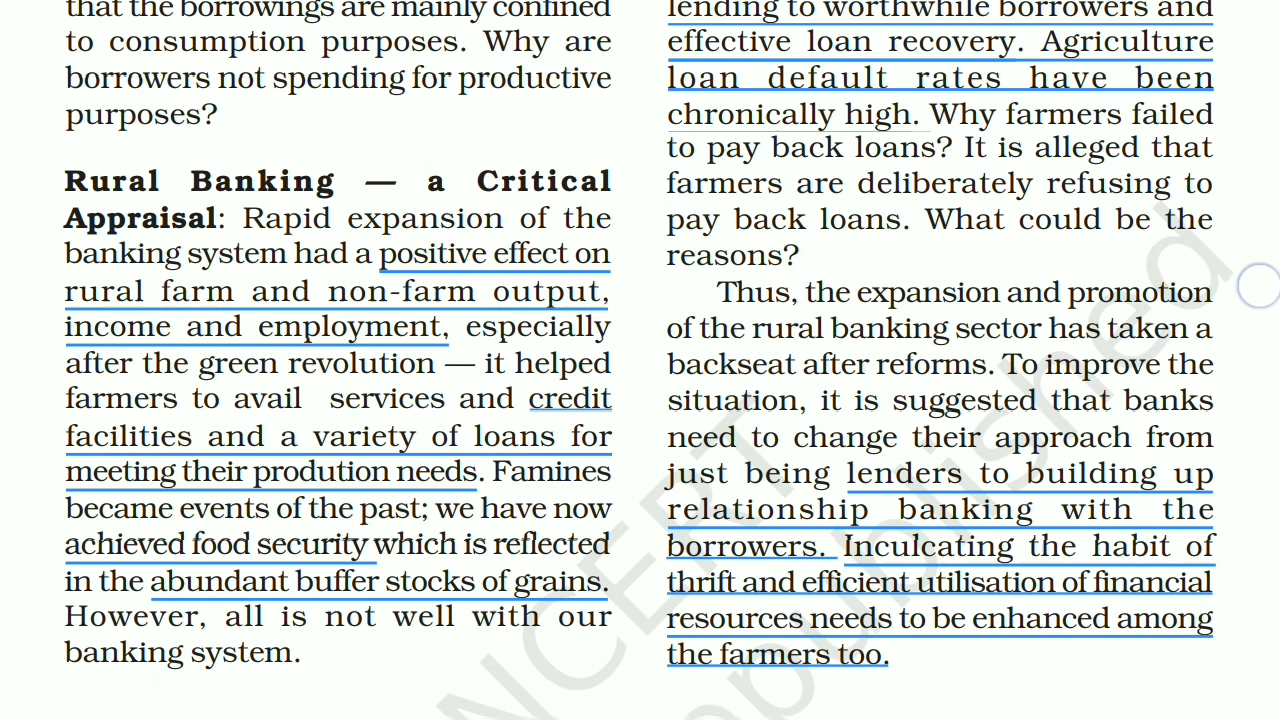 that the borrowings are mainly confined
to consumption purposes. Why are
borrowers not spending for productive
purposes?
Rural Banking — a Critical
Appraisal: Rapid expansion of the
banking system had a positive effect on
rural farm and non-farm output,
income and employment, especially
after the green revolution — it helped
farmers to avail services and credit
facilities and a variety of loans for
meeting their prodution needs. Famines
became events of the past; we have now
achieved food security which is reflected
in the abundant buffer stocks of grains.
However, all is not well with our
banking system.
lending to worthwhile borrowers and
effective loan recovery. Agriculture
loan default rates have been
chronically high. Why farmers failed
to pay back loans? It is alleged that
farmers are deliberately refusing to
pay back loans. What could be the
reasons?
Thus, the expansion and promotion
of the rural banking sector has taken a
backseat after reforms. To improve the
situation, it is suggested that banks
need to change their approach from
just being lenders to building up
relationship banking with the
borrowers. Inculcating the habit of
thrift and efficient utilisation of financial
resources needs to be enhanced among
the farmers too.
NCERT
republished